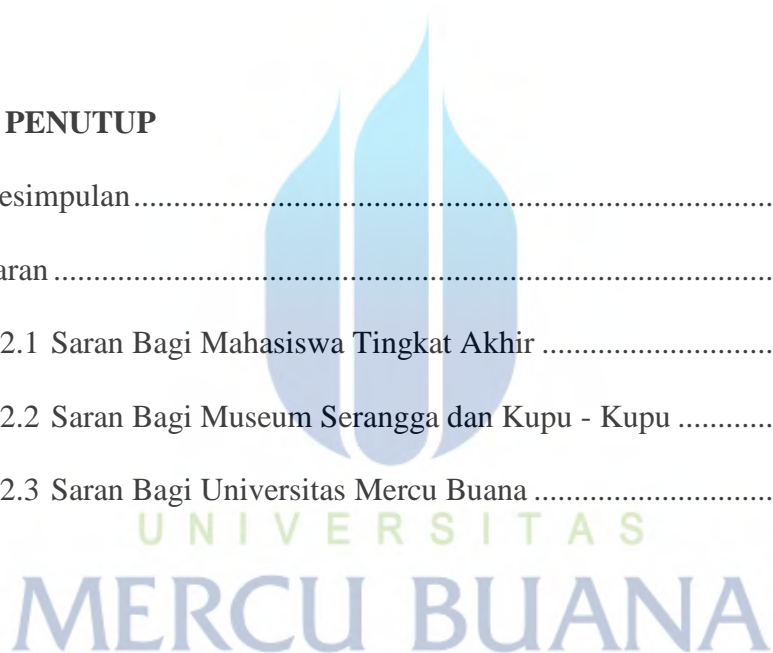 PENUTUP
esimpulan............................................................................
aran......................................................................................
2.1 Saran Bagi Mahasiswa Tingkat Akhir.............................
2.2 Saran Bagi Museum Serangga dan Kupu - Kupu............
2.3 Saran Bagi Universitas Mercu Buana..............................
UNIVERSITAS
MERCU BUANA